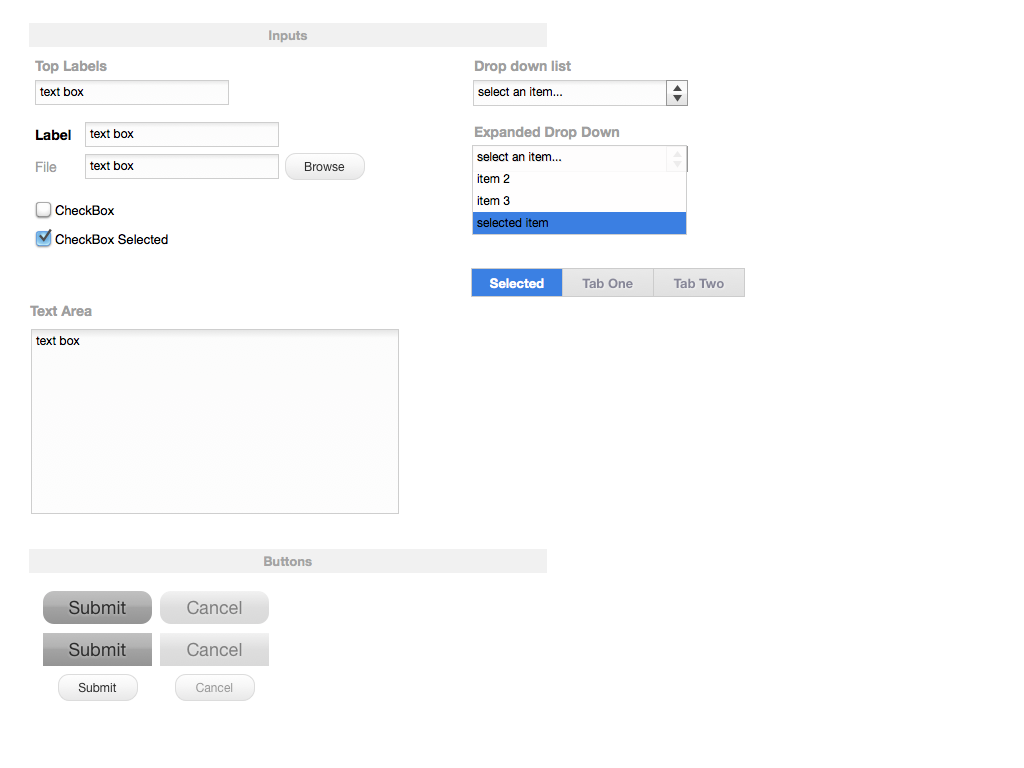 Inputs
Top Labels
text box
Label
text box
File
text box
Browse
CheckBox
CheckBox Selected
Drop down list
select an item...
Expanded Drop Down
select an item...
item 2
item 3
selected item
Selected
Tab One
Tab Two
Text Area
text box
Buttons
Submit
Cancel
Submit
Cancel
Submit
Cancel